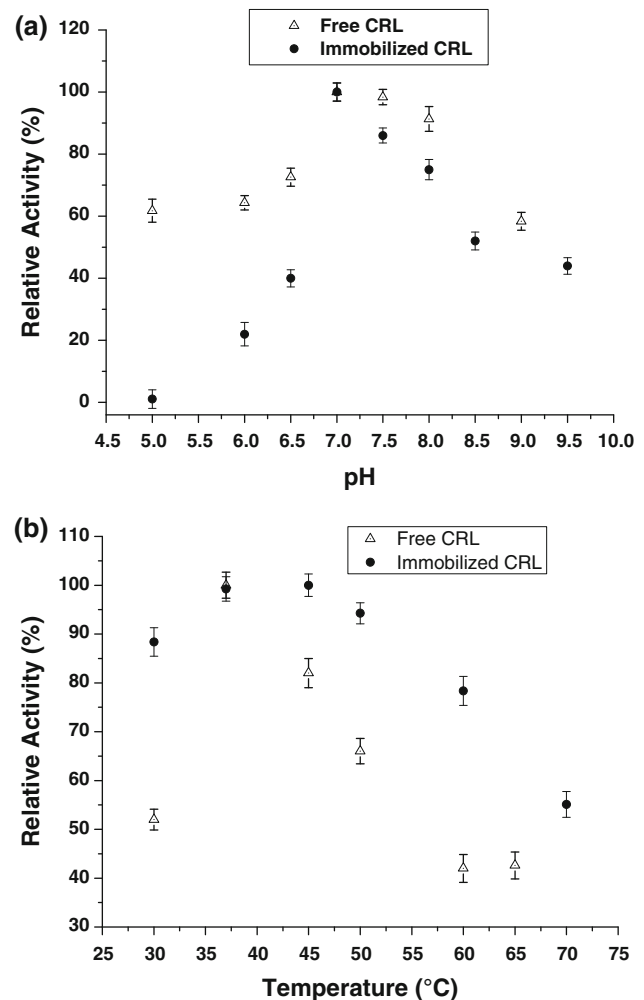 (a)
Free CRL
Immobilized CRL
120
100
80
60
40
20
0
Relative Activity (%)
4.5 5.0 5.5 6.0 6.5 7.0 7.5 8.0 8.5 9.0 9.5 10.0
pH
(b)
Free CRL
Immobilized CRL
110
100
90
80
70
60
50
40
30
Relative Activity (%)
25 30 35 40 45 50 55 60 65 70 75
Temperature (°C)